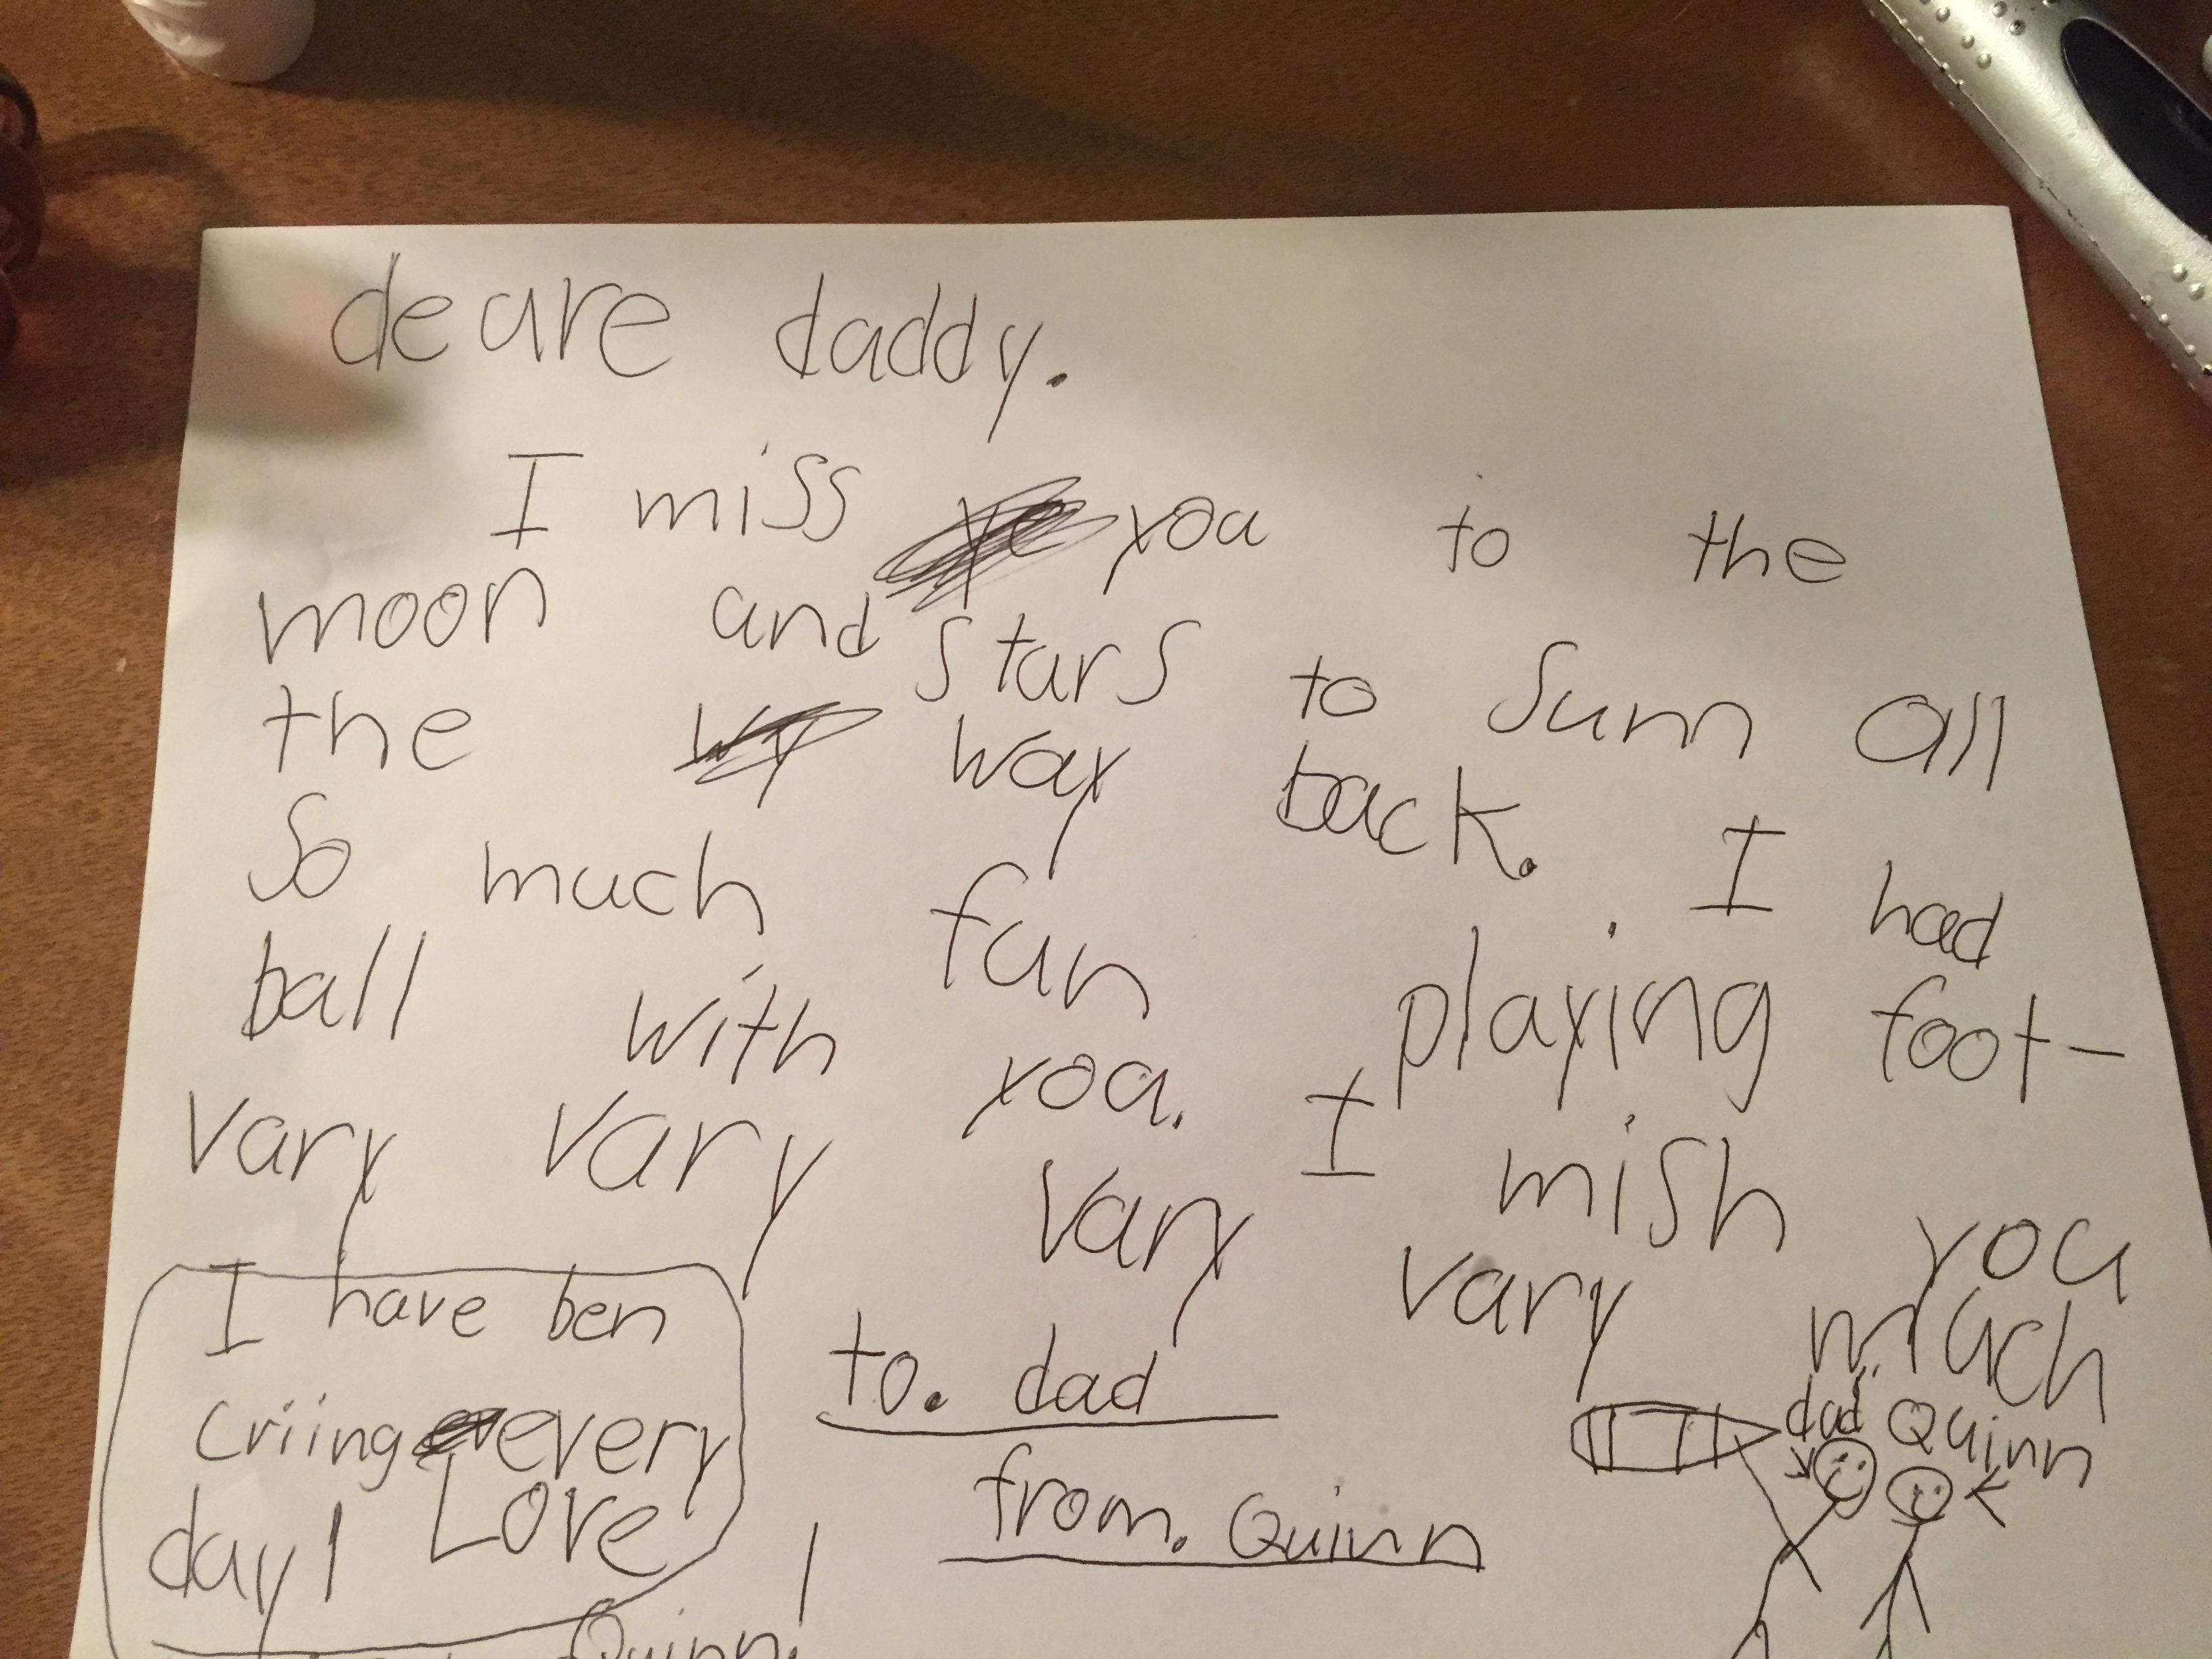 deare daddy.
I miss you to the
moon and stars to sum all
the way back. I had
so much fun playing foot-
ball with you. I mish you
vary vary vary vary much
I have ben
criing every
day! Love
Quinn!
to. dad
from. Quinn
dad Quinn